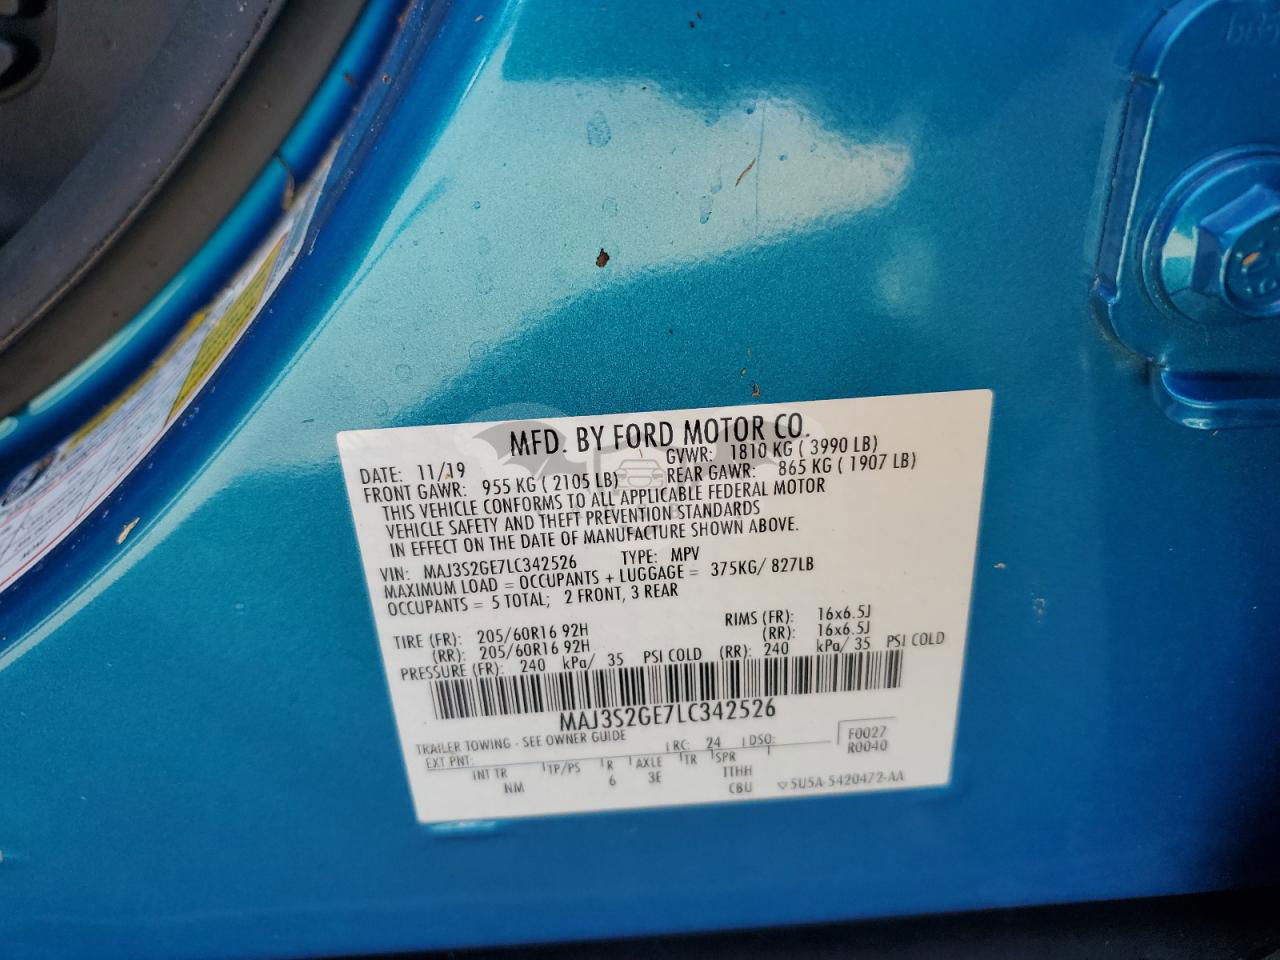 MFD. BY FORD MOTOR CO.
DATE: 11/19 GVWR: 1810 KG ( 3990 LB)
FRONT GAWR: 955 KG ( 2105 LB) REAR GAWR: 865 KG ( 1907 LB)
THIS VEHICLE CONFORMS TO ALL APPLICABLE FEDERAL MOTOR
VEHICLE SAFETY AND THEFT PREVENTION STANDARDS
IN EFFECT ON THE DATE OF MANUFACTURE SHOWN ABOVE.
VIN: MAJ3S2GE7LC342526 TYPE: MPV
MAXIMUM LOAD = OCCUPANTS + LUGGAGE = 375KG/ 827LB
OCCUPANTS = 5 TOTAL; 2 FRONT, 3 REAR
TIRE (FR): 205/60R16 92H RIMS (FR): 16x6.5J
(RR): 205/60R16 92H (RR): 16x6.5J
PRESSURE (FR): 240 kPa/ 35 PSI COLD (RR): 240 kPa/ 35 PSI COLD
MAJ3S2GE7LC342526
TRAILER TOWING - SEE OWNER GUIDE
EXT PNT: RC: 24 DSO: F0027
R0040
INT TR TP/PS R AXLE TR SPR
NM 6 3E TTHH
CBU 5U5A-5420472-AA